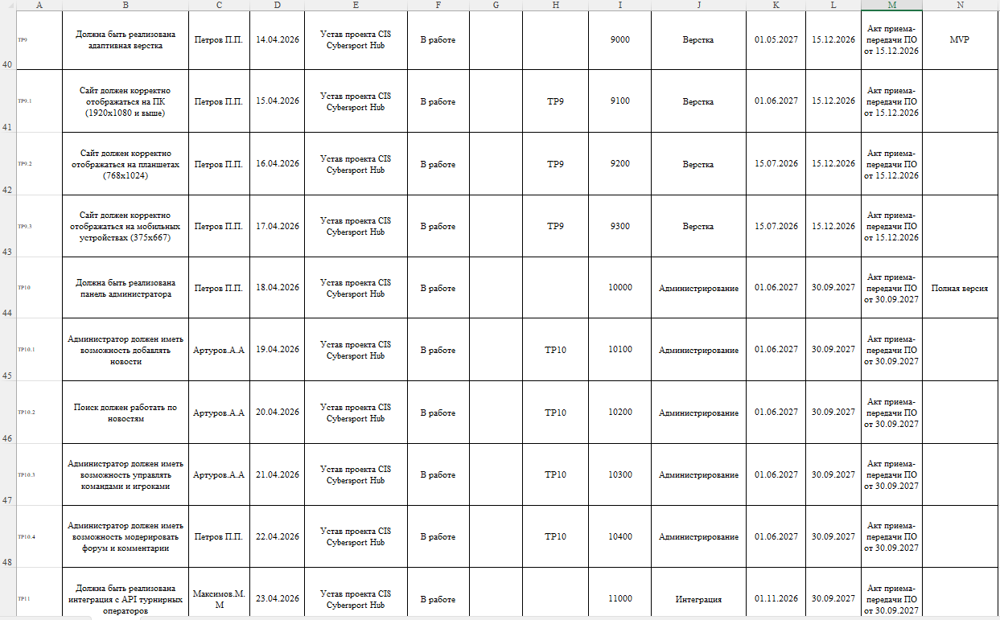 A B C D E F G H I J K L M N
40 ТР9 Должна быть реализована адаптивная верстка Петров П.П. 14.04.2026 Устав проекта CIS Cybersport Hub В работе 9000 Верстка 01.05.2027 15.12.2026 Акт приема-передачи ПО от 15.12.2026 MVP
41 ТР9.1 Сайт должен корректно отображаться на ПК (1920x1080 и выше) Петров П.П. 15.04.2026 Устав проекта CIS Cybersport Hub В работе ТР9 9100 Верстка 01.06.2027 15.12.2026 Акт приема-передачи ПО от 15.12.2026
42 ТР9.2 Сайт должен корректно отображаться на планшетах (768x1024) Петров П.П. 16.04.2026 Устав проекта CIS Cybersport Hub В работе ТР9 9200 Верстка 15.07.2026 15.12.2026 Акт приема-передачи ПО от 15.12.2026
43 ТР9.3 Сайт должен корректно отображаться на мобильных устройствах (375x667) Петров П.П. 17.04.2026 Устав проекта CIS Cybersport Hub В работе ТР9 9300 Верстка 15.07.2026 15.12.2026 Акт приема-передачи ПО от 15.12.2026
44 ТР10 Должна быть реализована панель администратора Петров П.П. 18.04.2026 Устав проекта CIS Cybersport Hub В работе 10000 Администрирование 01.06.2027 30.09.2027 Акт приема-передачи ПО от 30.09.2027 Полная версия
45 ТР10.1 Администратор должен иметь возможность добавлять новости Артуров.А.А 19.04.2026 Устав проекта CIS Cybersport Hub В работе ТР10 10100 Администрирование 01.06.2027 30.09.2027 Акт приема-передачи ПО от 30.09.2027
46 ТР10.2 Поиск должен работать по новостям Артуров.А.А 20.04.2026 Устав проекта CIS Cybersport Hub В работе ТР10 10200 Администрирование 01.06.2027 30.09.2027 Акт приема-передачи ПО от 30.09.2027
47 ТР10.3 Администратор должен иметь возможность управлять командами и игроками Артуров.А.А 21.04.2026 Устав проекта CIS Cybersport Hub В работе ТР10 10300 Администрирование 01.06.2027 30.09.2027 Акт приема-передачи ПО от 30.09.2027
48 ТР10.4 Администратор должен иметь возможность модерировать форум и комментарии Петров П.П. 22.04.2026 Устав проекта CIS Cybersport Hub В работе ТР10 10400 Администрирование 01.06.2027 30.09.2027 Акт приема-передачи ПО от 30.09.2027
ТР11 Должна быть реализована интеграция с API турнирных операторов Максимов.М.М 23.04.2026 Устав проекта CIS Cybersport Hub В работе 11000 Интеграция 01.11.2026 30.09.2027 Акт приема-передачи ПО от 30.09.2027